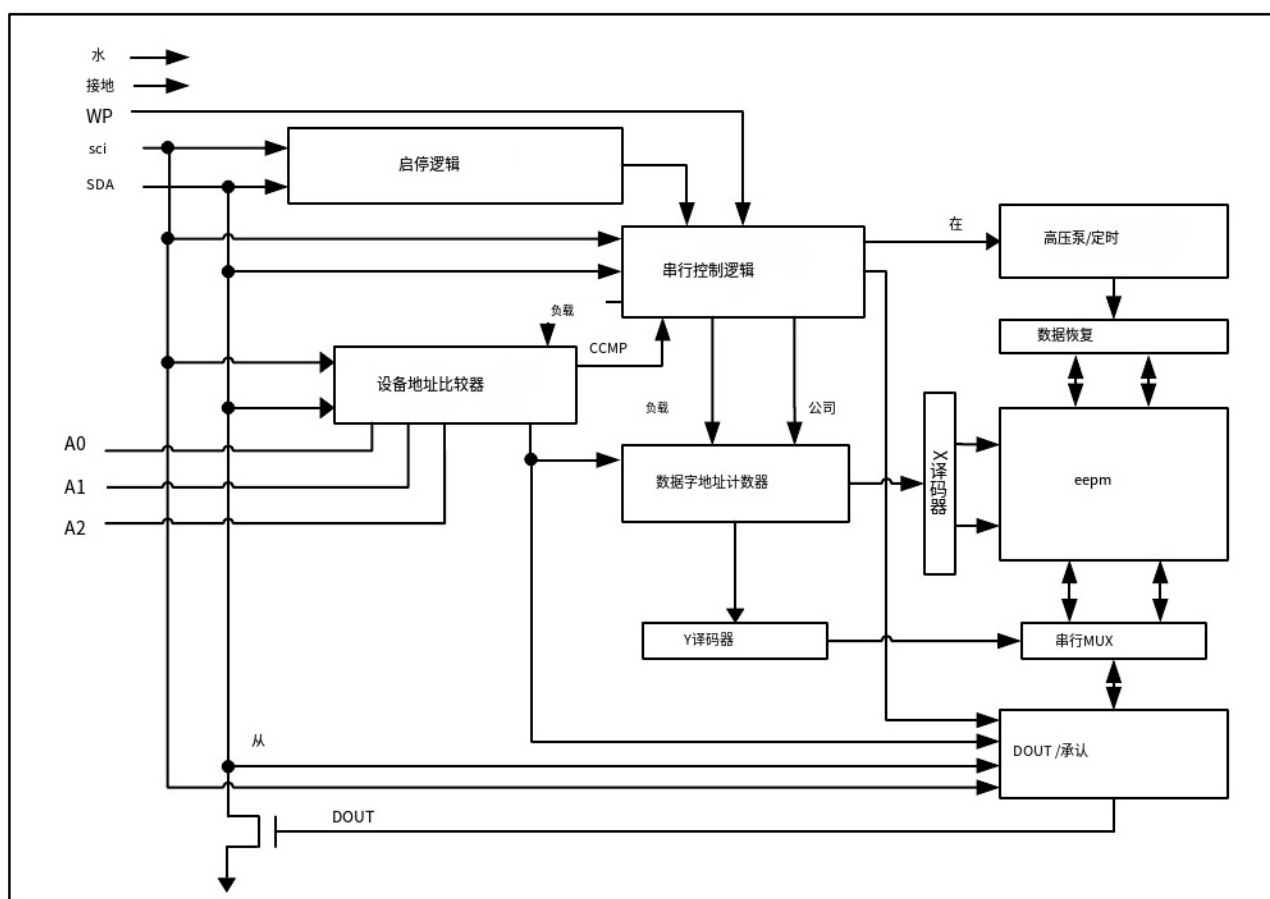 水
接地
WP
sci
SDA
启停逻辑
串行控制逻辑
在
高压泵/定时
负载
CCMP
数据恢复
设备地址比较器
负载
公司
X译码器
A0
A1
A2
数据字地址计数器
eepm
Y译码器
串行MUX
从
DOUT /承认
DOUT